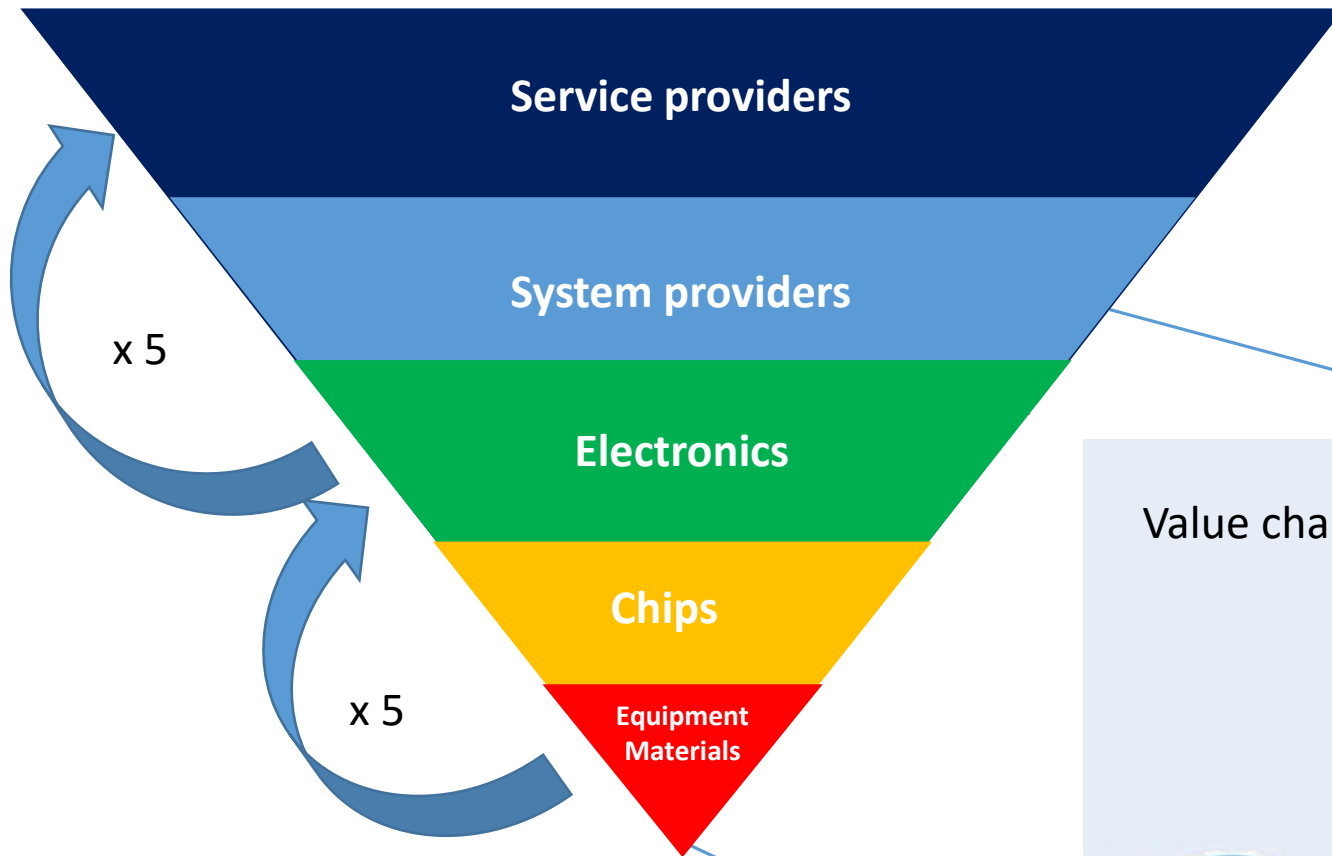 Service providers
System providers
x 5
Electronics
Value cha
Chips
x 5
Equipment
Materials